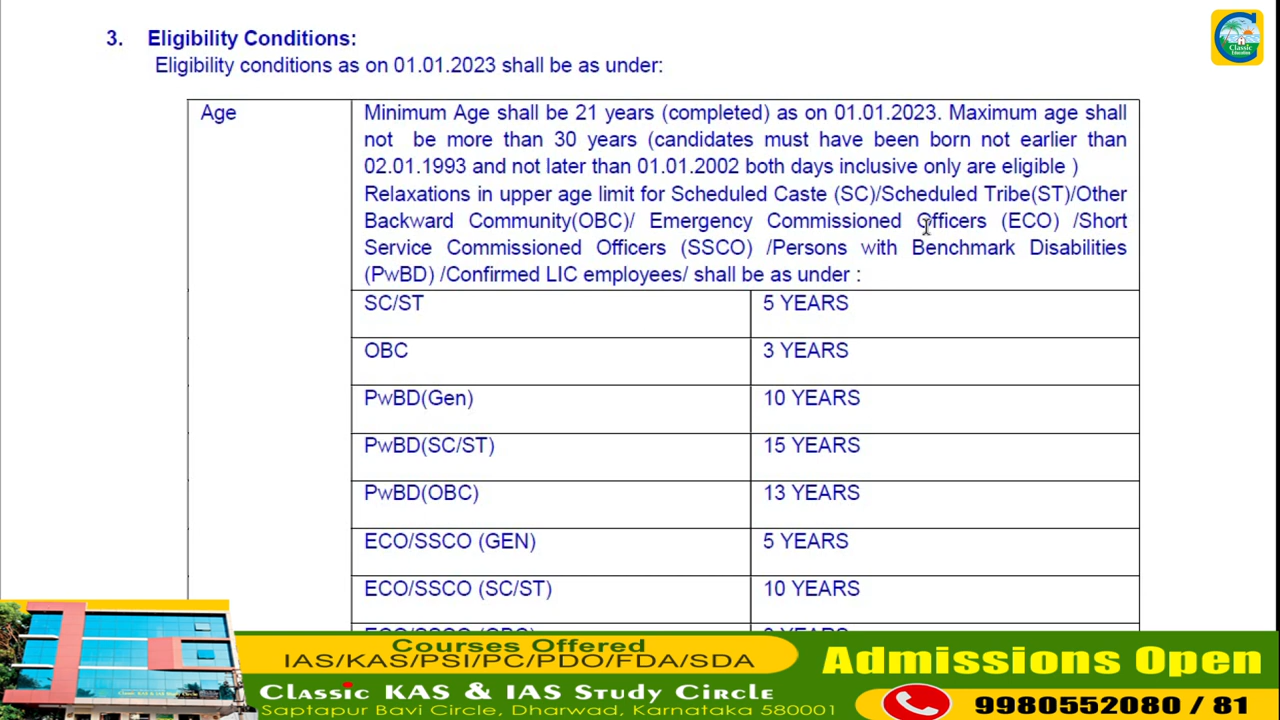 3. Eligibility Conditions:
Eligibility conditions as on 01.01.2023 shall be as under:
Age
Minimum Age shall be 21 years (completed) as on 01.01.2023. Maximum age shall
not be more than 30 years (candidates must have been born not earlier than
02.01.1993 and not later than 01.01.2002 both days inclusive only are eligible )
Relaxations in upper age limit for Scheduled Caste (SC)/Scheduled Tribe(ST)/Other
Backward Community(OBC)/ Emergency Commissioned Officers (ECO) /Short
Service Commissioned Officers (SSCO) /Persons with Benchmark Disabilities
(PwBD) /Confirmed LIC employees/ shall be as under :
SC/ST 5 YEARS
OBC 3 YEARS
PwBD(Gen) 10 YEARS
PwBD(SC/ST) 15 YEARS
PwBD(OBC) 13 YEARS
ECO/SSCO (GEN) 5 YEARS
ECO/SSCO (SC/ST) 10 YEARS
Classic
Education
Courses Offered
IAS/KAS/PSI/PC/PDO/FDA/SDA
Classic KAS & IAS Study Circle
Saptapur Bavi Circle, Dharwad, Karnataka 580001
Admissions Open
9980552080 / 81